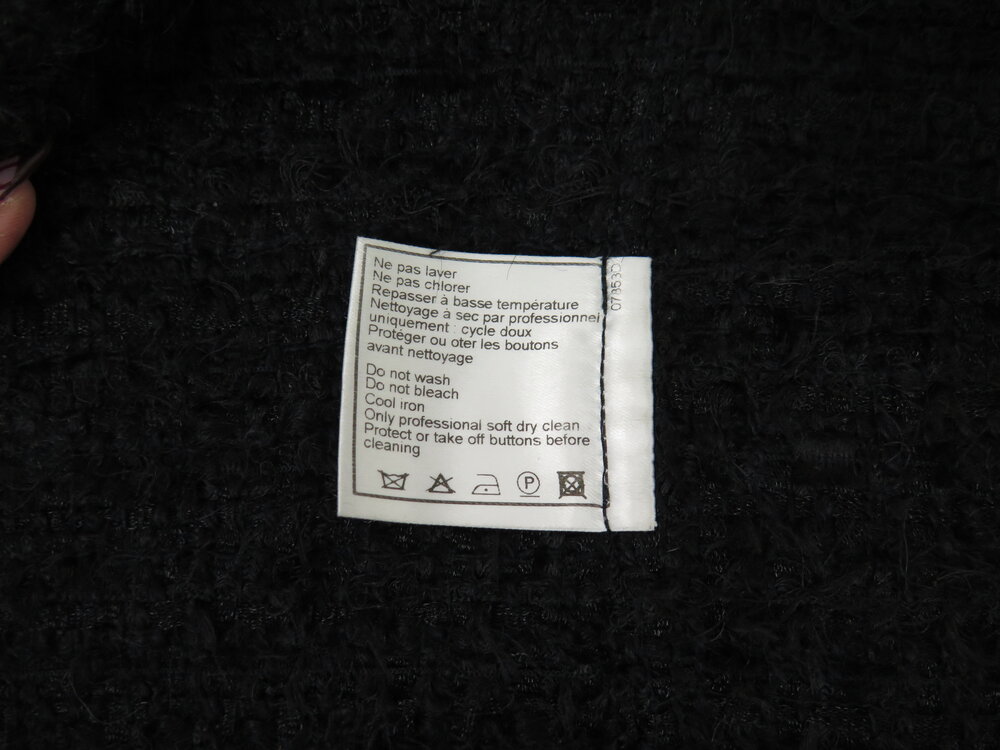 Ne pas laver
Ne pas chlorer
Repasser à basse température
Nettoyage à sec par professionnel
uniquement : cycle doux
Protéger ou oter les boutons
avant nettoyage
Do not wash
Do not bleach
Cool iron
Only professional soft dry clean
Protect or take off buttons before
cleaning
P